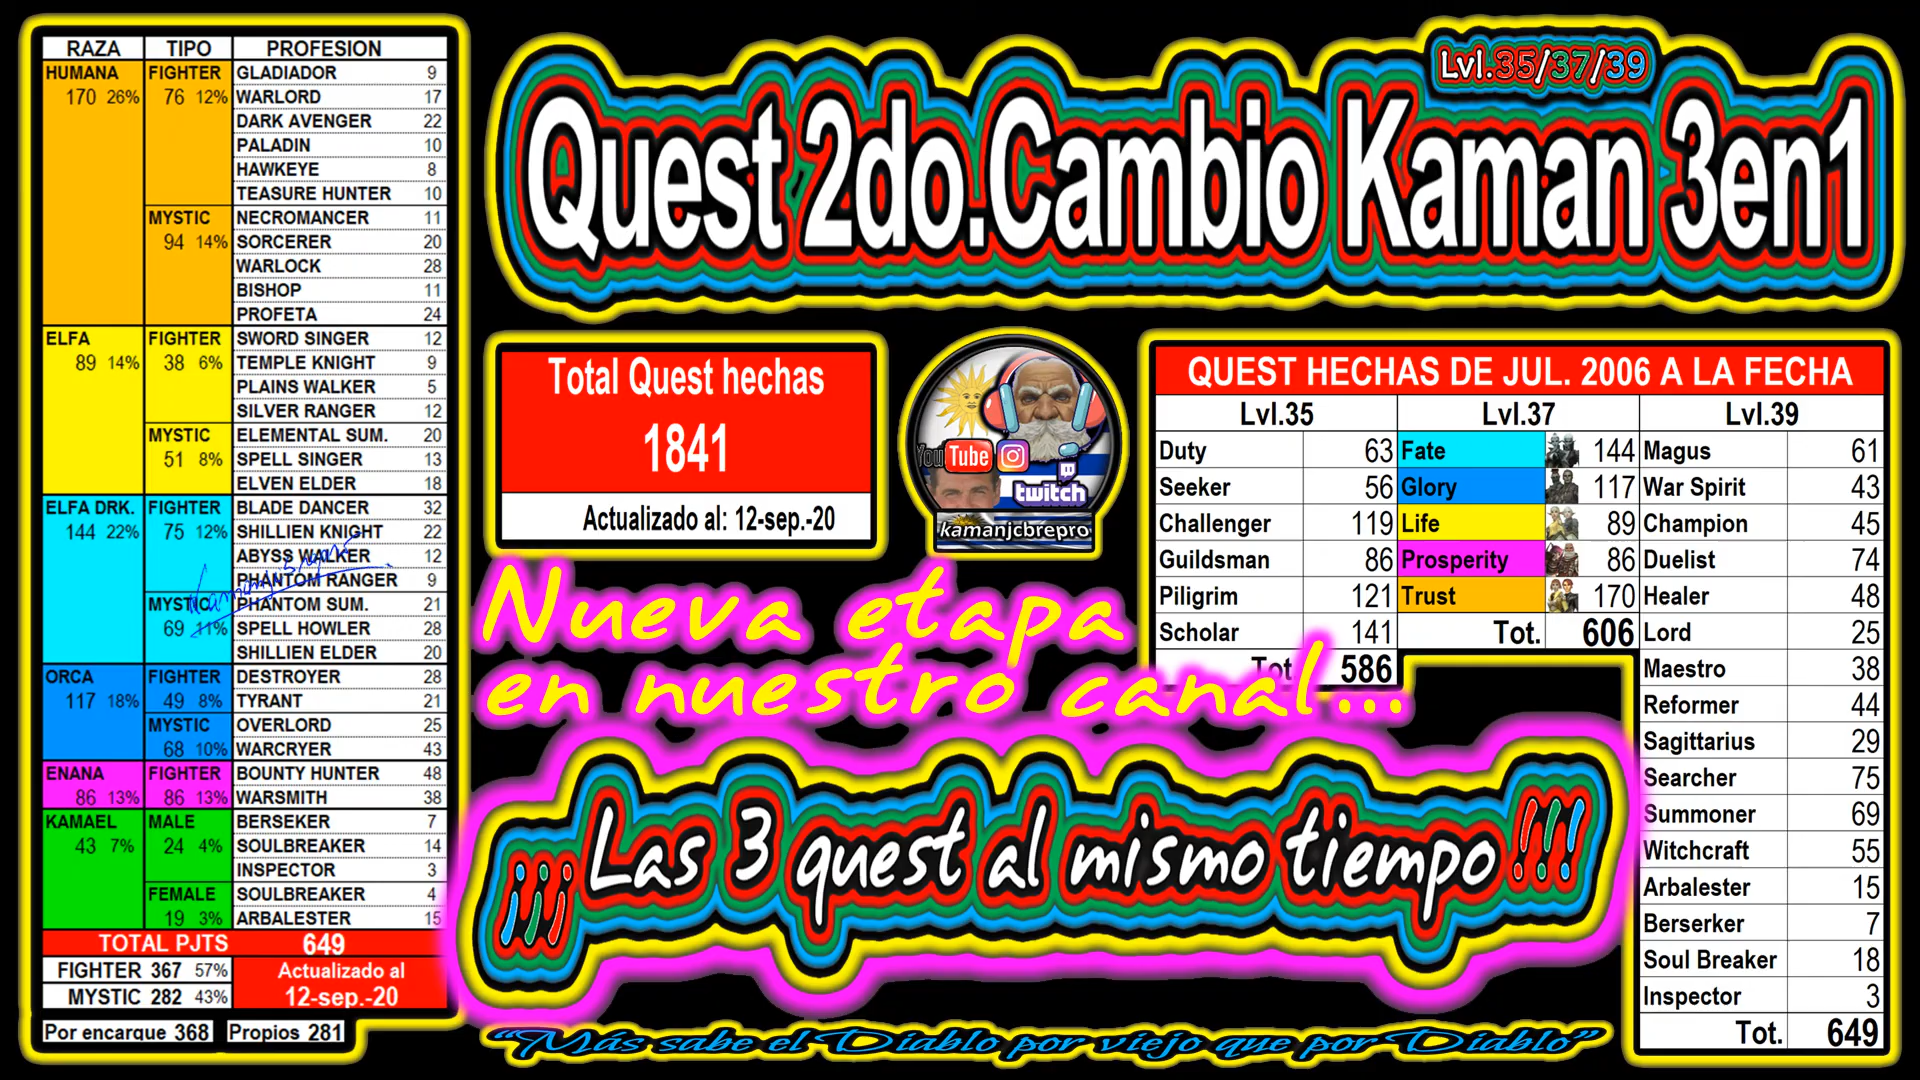 RAZA TIPO PROFESION
HUMANA FIGHTER GLADIADOR 9
170 26% 76 12% WARLORD 17
DARK AVENGER 22
PALADIN 10
HAWKEYE 8
TEASURE HUNTER 10
MYSTIC NECROMANCER 11
94 14% SORCERER 20
WARLOCK 28
BISHOP 11
PROFETA 24
ELFA FIGHTER SWORD SINGER 12
89 14% 38 6% TEMPLE KNIGHT 9
PLAINS WALKER 5
SILVER RANGER 12
MYSTIC ELEMENTAL SUM. 20
51 8% SPELL SINGER 13
ELVEN ELDER 18
ELFA DRK. FIGHTER BLADE DANCER 32
144 22% 75 12% SHILLIEN KNIGHT 22
ABYSS WALKER 12
PHANTOM RANGER 9
MYSTIC PHANTOM SUM. 21
69 11% SPELL HOWLER 28
SHILLIEN ELDER 20
ORCA FIGHTER DESTROYER 28
117 18% 49 8% TYRANT 21
MYSTIC OVERLORD 25
68 10% WARCRYER 43
ENANA FIGHTER BOUNTY HUNTER 48
86 13% 86 13% WARSMITH 38
KAMAEL MALE BERSEKER 7
43 7% 24 4% SOULBREAKER 14
INSPECTOR 3
FEMALE SOULBREAKER 4
19 3% ARBALESTER 15
TOTAL PJTS 649
FIGHTER 367 57% Actualizado al
MYSTIC 282 43% 12-sep.-20
Por encargue 368 Propios 281
Lvl.35/37/39
Quest 2do.Cambio Kaman 3en1
Total Quest hechas
1841
Actualizado al: 12-sep.-20
YouTube
twitch
kamanjcbrepro
QUEST HECHAS DE JUL. 2006 A LA FECHA
Lvl.35 Lvl.37 Lvl.39
Duty 63 Fate 144 Magus 61
Seeker 56 Glory 117 War Spirit 43
Challenger 119 Life 89 Champion 45
Guildsman 86 Prosperity 86 Duelist 74
Piligrim 121 Trust 170 Healer 48
Scholar 141 Tot. 606 Lord 25
Tot 586 Maestro 38
Reformer 44
Sagittarius 29
Searcher 75
Summoner 69
Witchcraft 55
Arbalester 15
Berserker 7
Soul Breaker 18
Inspector 3
Tot. 649
Nueva etapa
en nuestro canal...
¡¡¡Las 3 quest al mismo tiempo!!!
“Más sabe el Diablo por viejo que por Diablo”